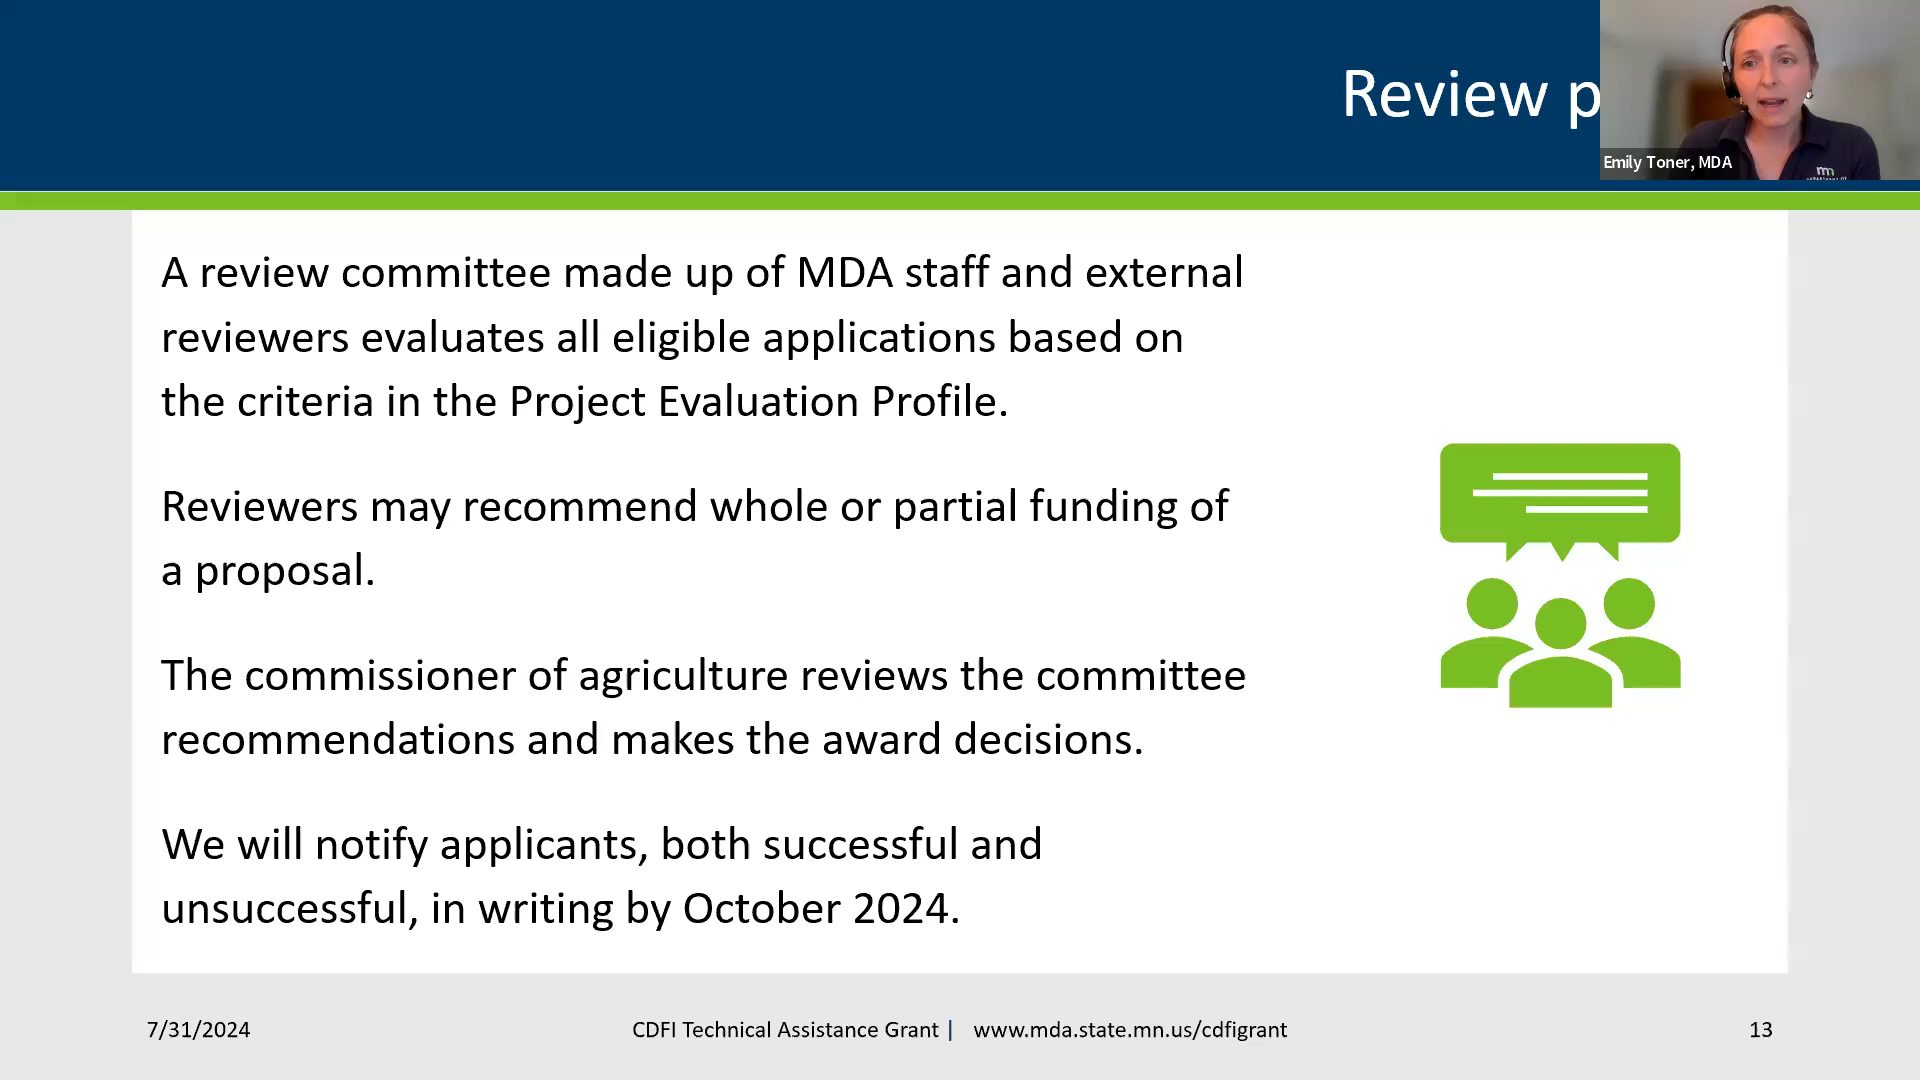 Review p
Emily Toner, MDA
A review committee made up of MDA staff and external
reviewers evaluates all eligible applications based on
the criteria in the Project Evaluation Profile.
Reviewers may recommend whole or partial funding of
a proposal.
The commissioner of agriculture reviews the committee
recommendations and makes the award decisions.
We will notify applicants, both successful and
unsuccessful, in writing by October 2024.
7/31/2024
CDFI Technical Assistance Grant | www.mda.state.mn.us/cdfigrant
13